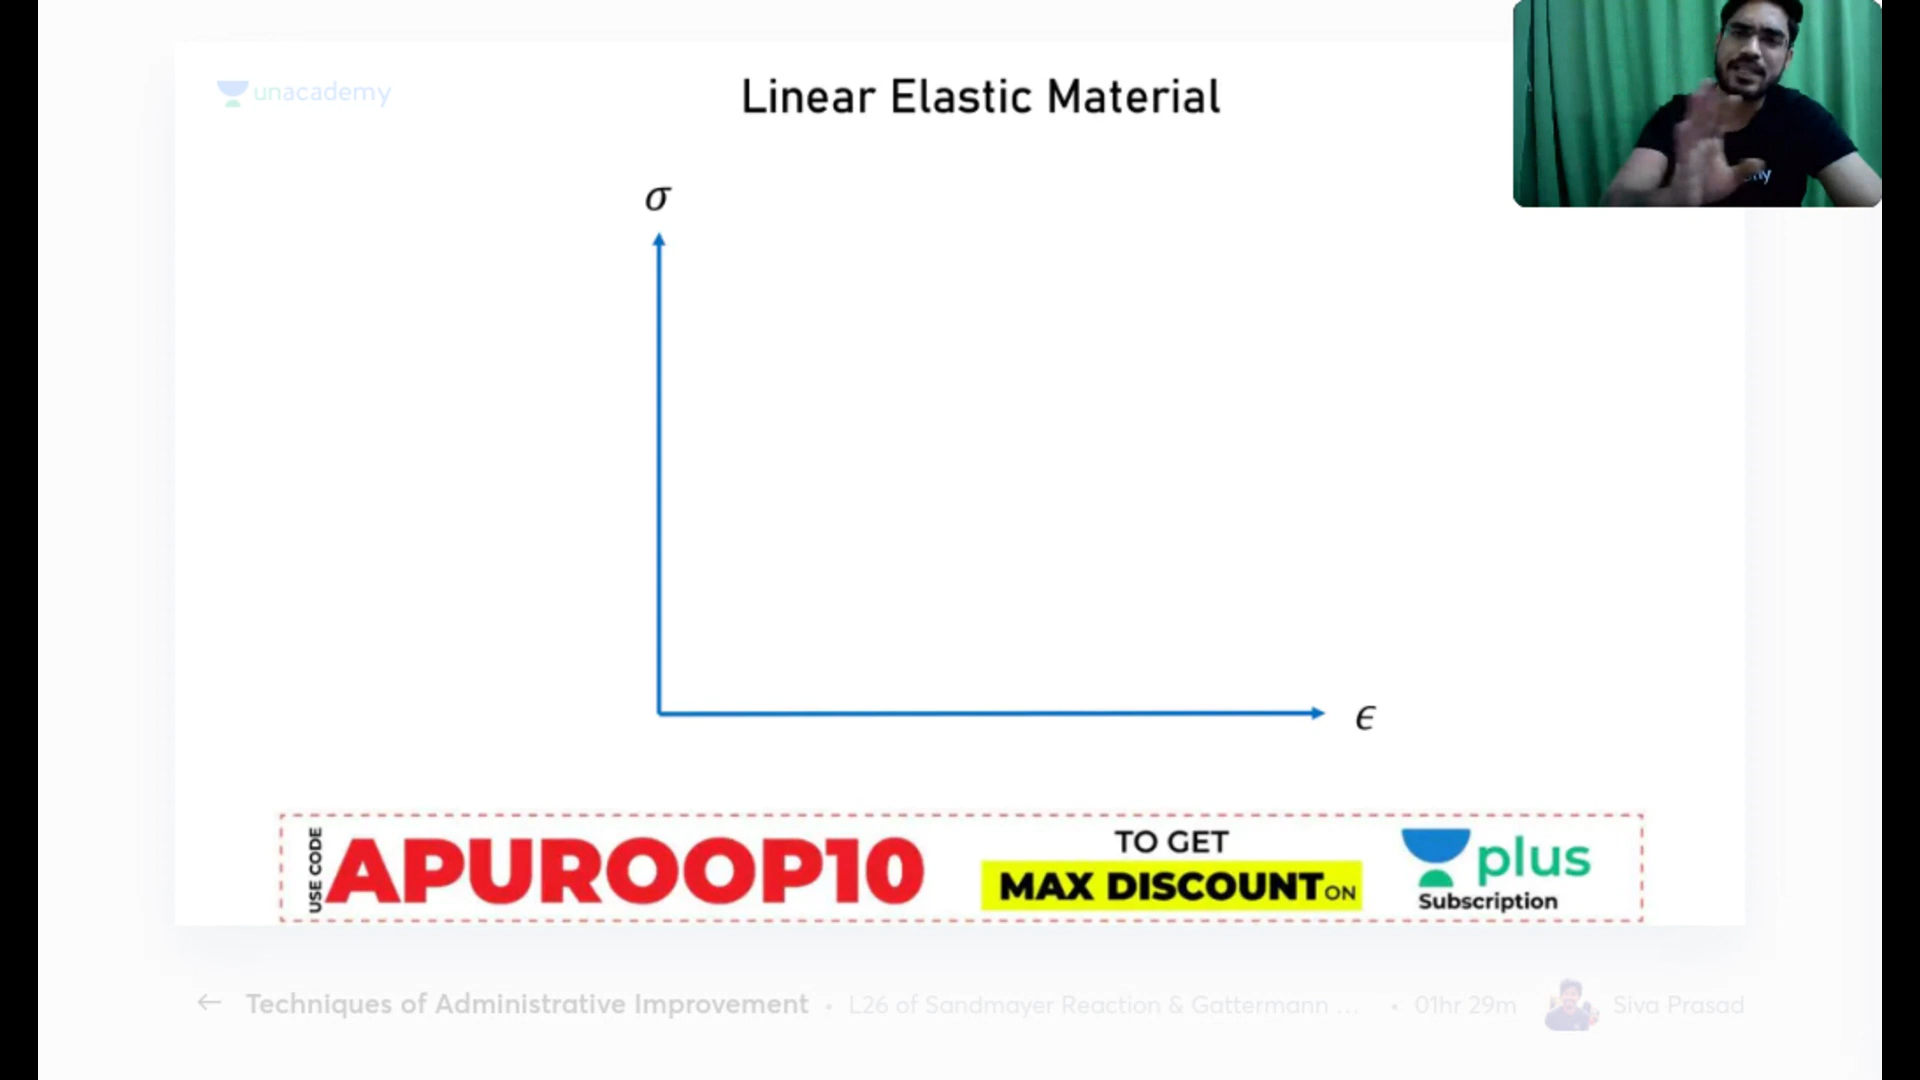 unacademy
Linear Elastic Material
σ
ϵ
USE CODE
APUROOP10
TO GET
MAX DISCOUNT ON
plus
Subscription
← Techniques of Administrative Improvement • L26 of Sandmayer Reaction & Gattermann ... • 01hr 29m Siva Prasad